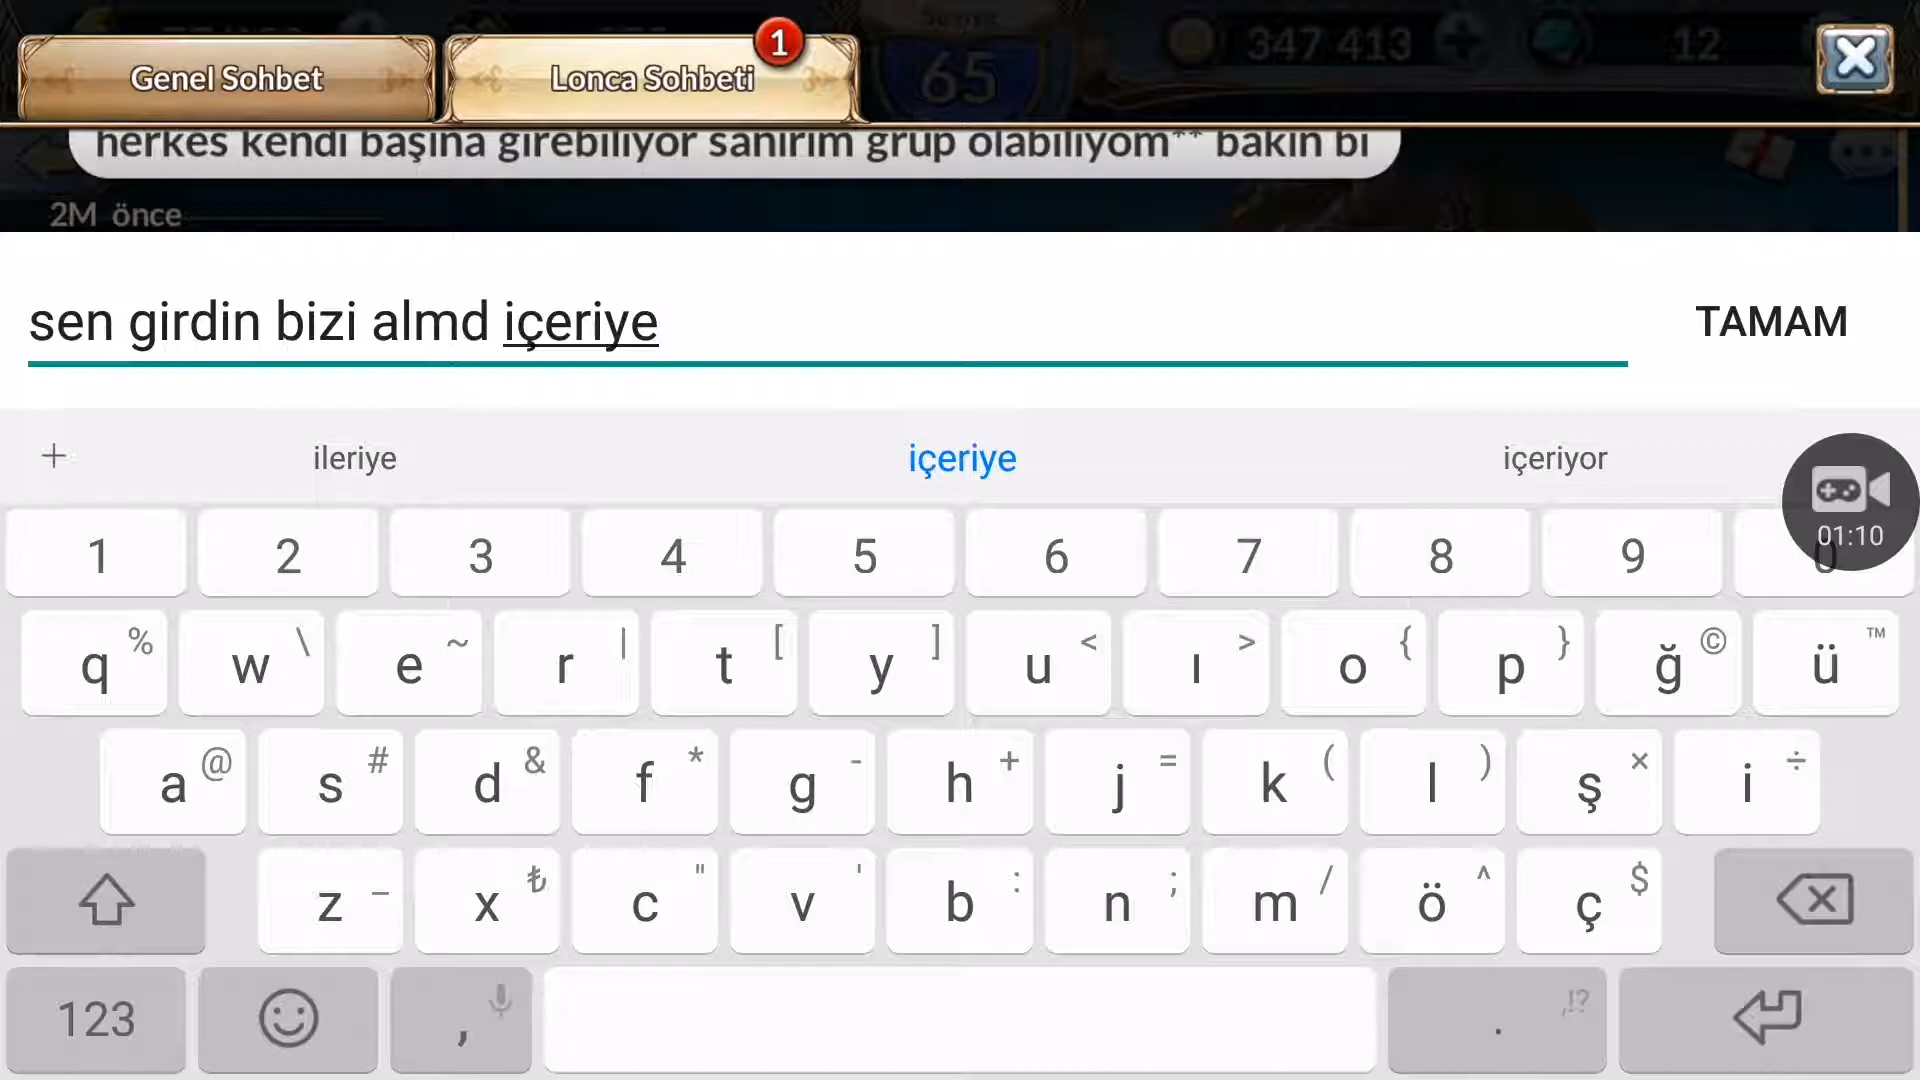 1
Genel Sohbet
Lonca Sohbeti
65
347 413
12
herkes kendi başına girebiliyor sanırım grup olabiliyom** bakın bi
2M önce
sen girdin bizi almd içeriye
TAMAM
+ ileriye içeriye içeriyor
01:10
1 2 3 4 5 6 7 8 9 0
q % w \ e ~ r | t [ y ] u < ı > o { p } ğ © ü ™
a @ s # d & f * g - h + j = k ( l ) ş × i ÷
z _ x ₺ c " v ' b : n ; m / ö ^ ç $
123 , . ,!?